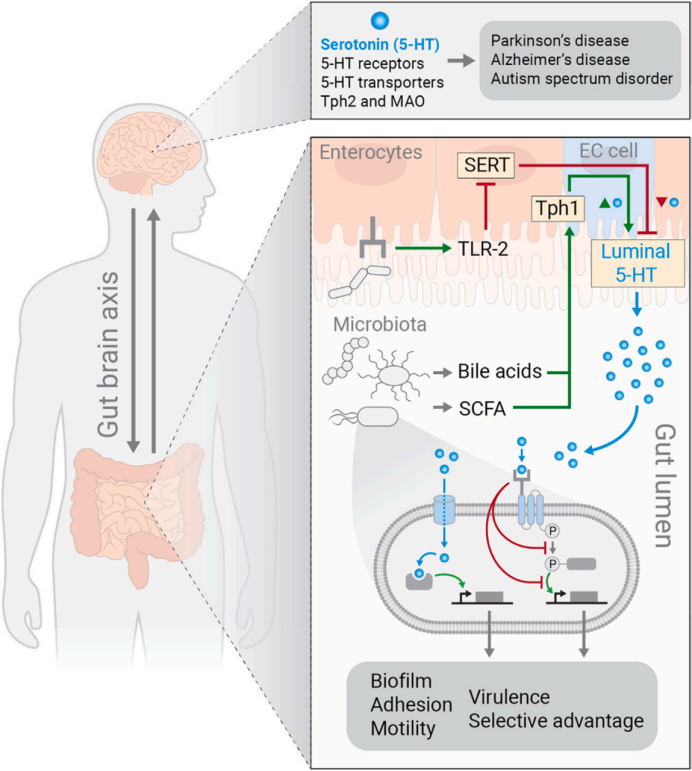 Serotonin (5-HT)
5-HT receptors
5-HT transporters
Tph2 and MAO
Parkinson's disease
Alzheimer's disease
Autism spectrum disorder
Gut brain axis
Enterocytes
SERT
EC cell
Tph1
TLR-2
Luminal
5-HT
Microbiota
Bile acids
SCFA
Gut lumen
P
P
Biofilm
Adhesion
Motility
Virulence
Selective advantage